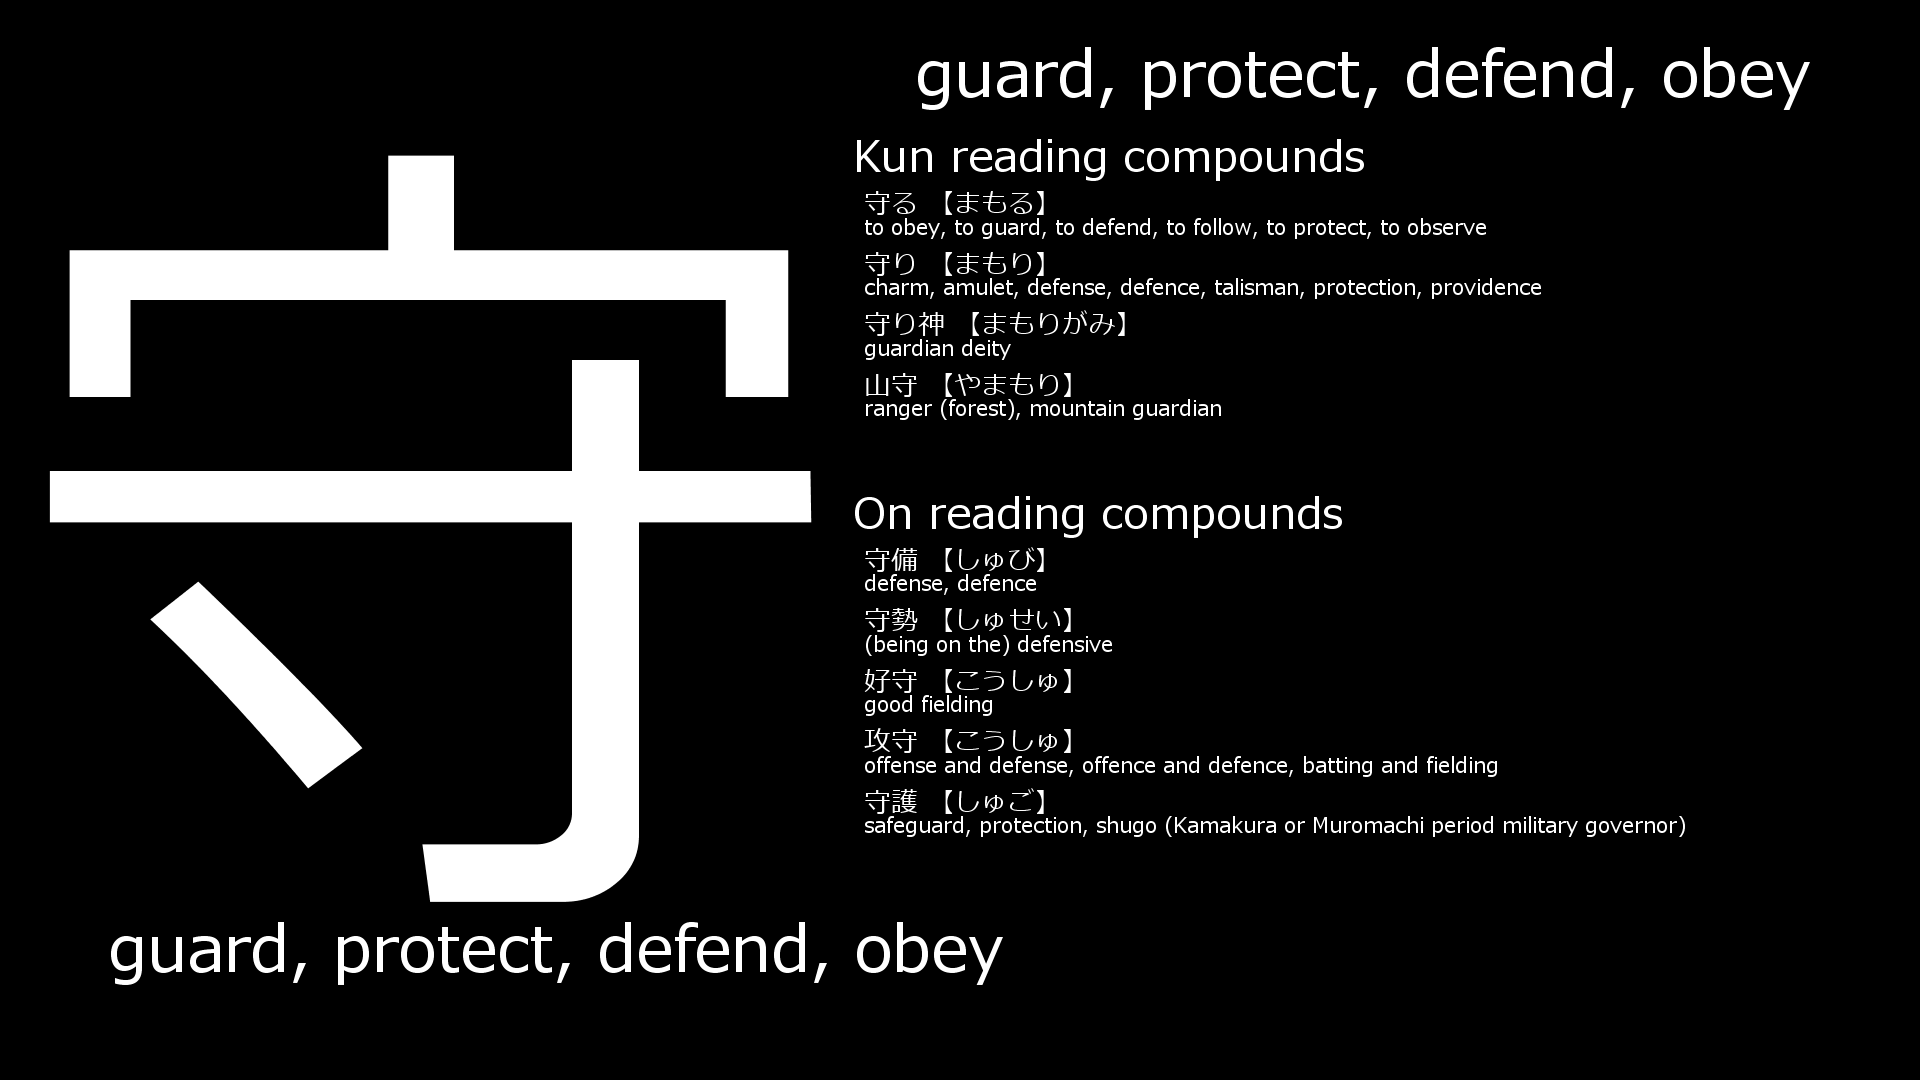 guard, protect, defend, obey
守
Kun reading compounds
守る 【まもる】
to obey, to guard, to defend, to follow, to protect, to observe
守り 【まもり】
charm, amulet, defense, defence, talisman, protection, providence
守り神 【まもりがみ】
guardian deity
山守 【やまもり】
ranger (forest), mountain guardian
On reading compounds
守備 【しゅび】
defense, defence
守勢 【しゅせい】
(being on the) defensive
好守 【こうしゅ】
good fielding
攻守 【こうしゅ】
offense and defense, offence and defence, batting and fielding
守護 【しゅご】
safeguard, protection, shugo (Kamakura or Muromachi period military governor)
guard, protect, defend, obey